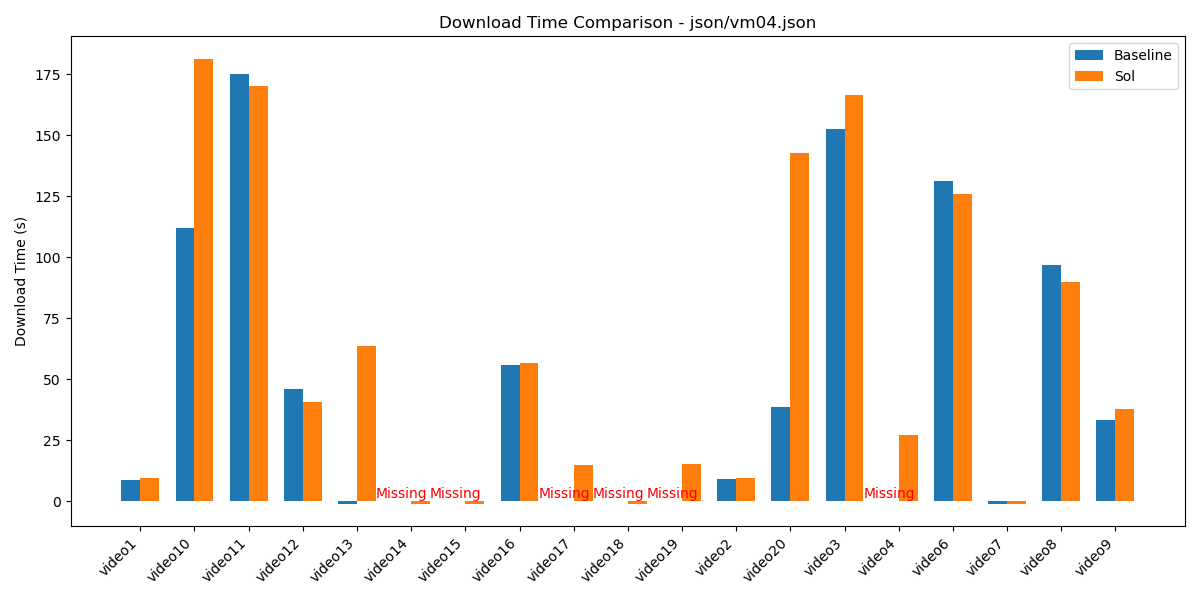 Download Time Comparison - json/vm04.json
Baseline
Sol
Download Time (s)
175
150
125
100
75
50
25
0
Missing
Missing
Missing
Missing
Missing
Missing
video1
video10
video11
video12
video13
video14
video15
video16
video17
video18
video19
video2
video20
video3
video4
video6
video7
video8
video9